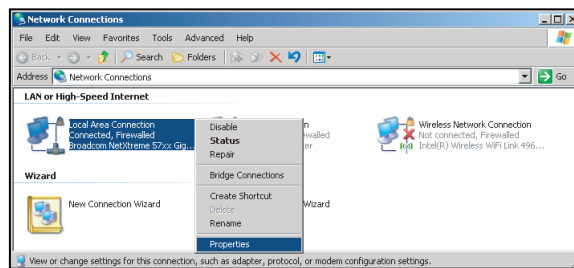 Network Connections
File Edit View Favorites Tools Advanced Help
Back Search Folders
Address Network Connections Go
LAN or High-Speed Internet
Local Area Connection
Connected, Firewalled
Broadcom NetXtreme 57xx Gig...
Disable
Status
Repair
Bridge Connections
Create Shortcut
Delete
Rename
Properties
n
ewalled
ter
Wireless Network Connection
Not connected, Firewalled
Intel(R) Wireless WiFi Link 496...
Wizard
New Connection Wizard
Wizard
View or change settings for this connection, such as adapter, protocol, or modem configuration settings.